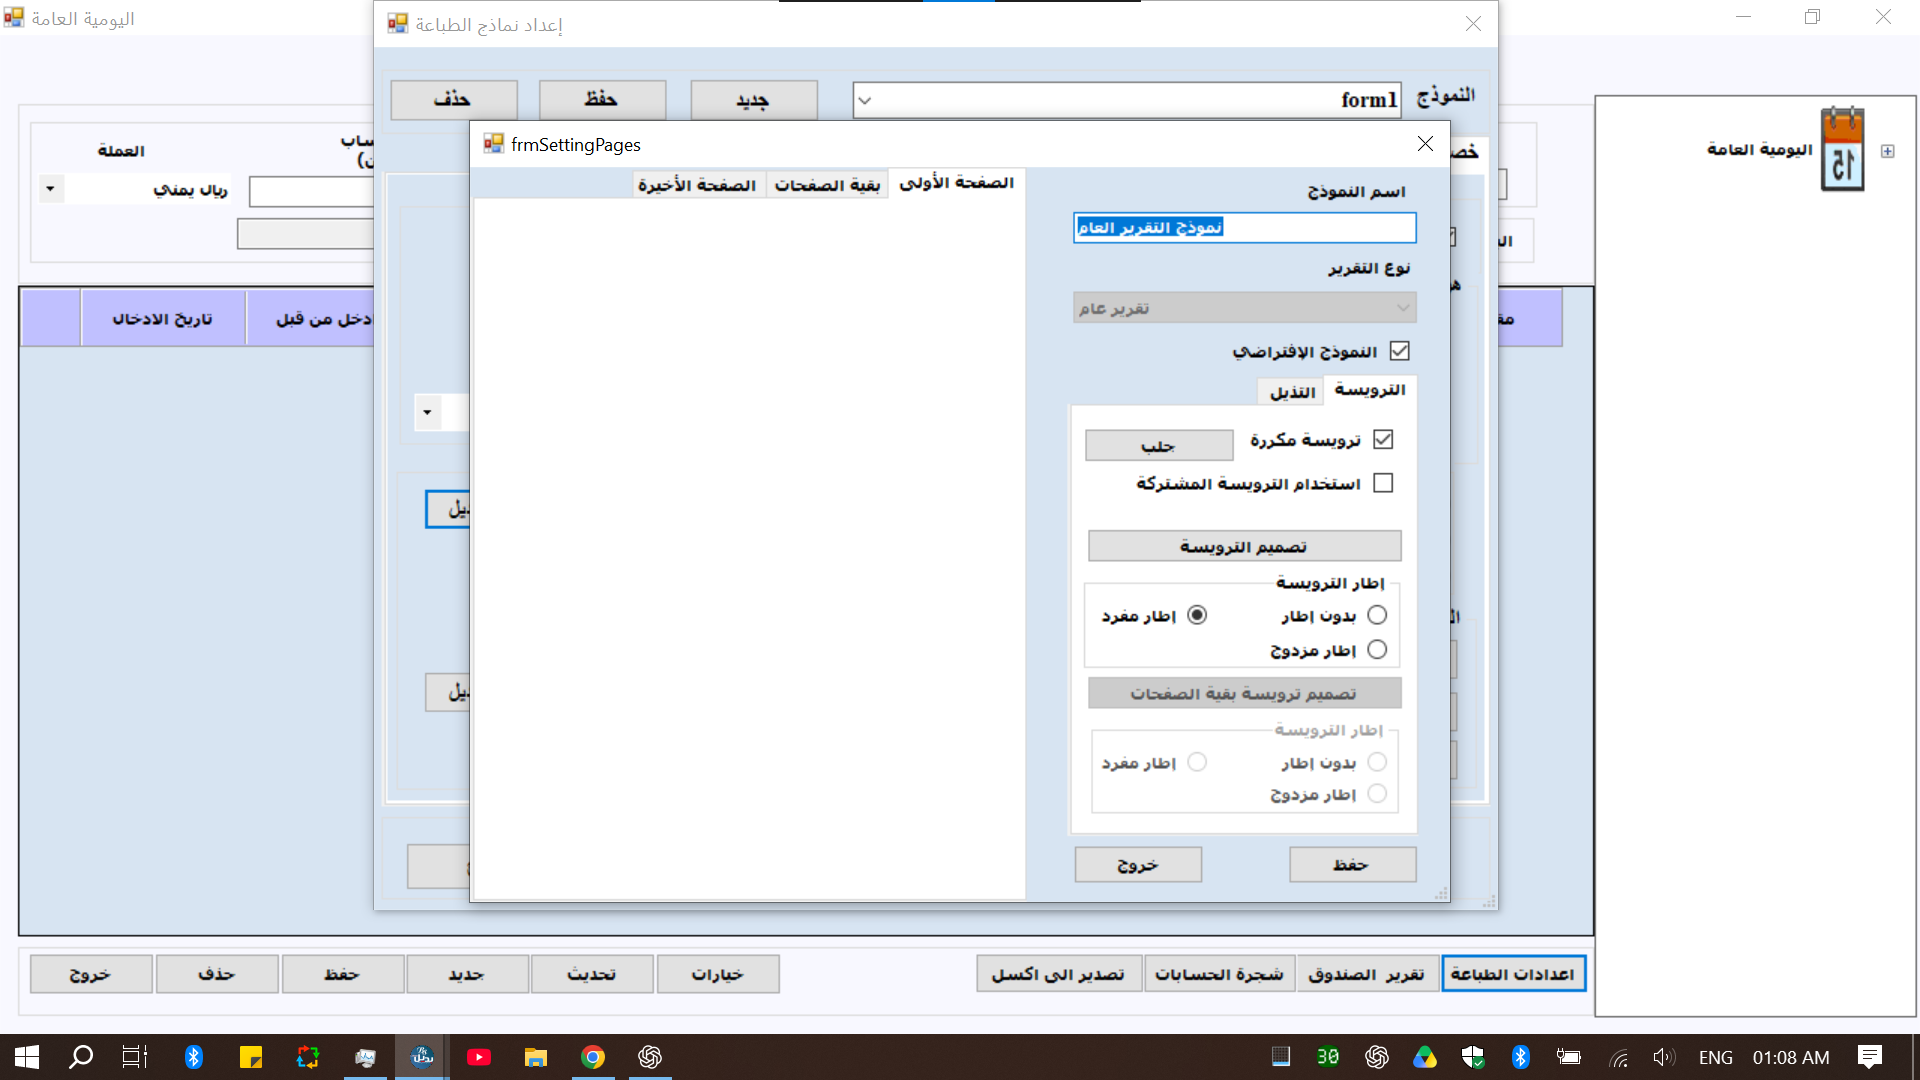 اليومية العامة
إعداد نماذج الطباعة
النموذج
form1
جديد
حفظ
حذف
frmSettingPages
الصفحة الأولى
بقية الصفحات
الصفحة الأخيرة
اسم النموذج
نموذج التقرير العام
نوع التقرير
تقرير عام
النموذج الإفتراضي
الترويسة
التذيل
ترويسة مكررة
جلب
استخدام الترويسة المشتركة
تصميم الترويسة
إطار الترويسة
بدون إطار
إطار مفرد
إطار مزدوج
تصميم ترويسة بقية الصفحات
إطار الترويسة
بدون إطار
إطار مفرد
إطار مزدوج
حفظ
خروج
اليومية العامة
15
العملة
ريال يمني
دخل من قبل
تاريخ الادخال
اعدادات الطباعة
تقرير الصندوق
شجرة الحسابات
تصدير الى اكسل
خيارات
تحديث
جديد
حفظ
حذف
خروج
30
ENG
01:08 AM